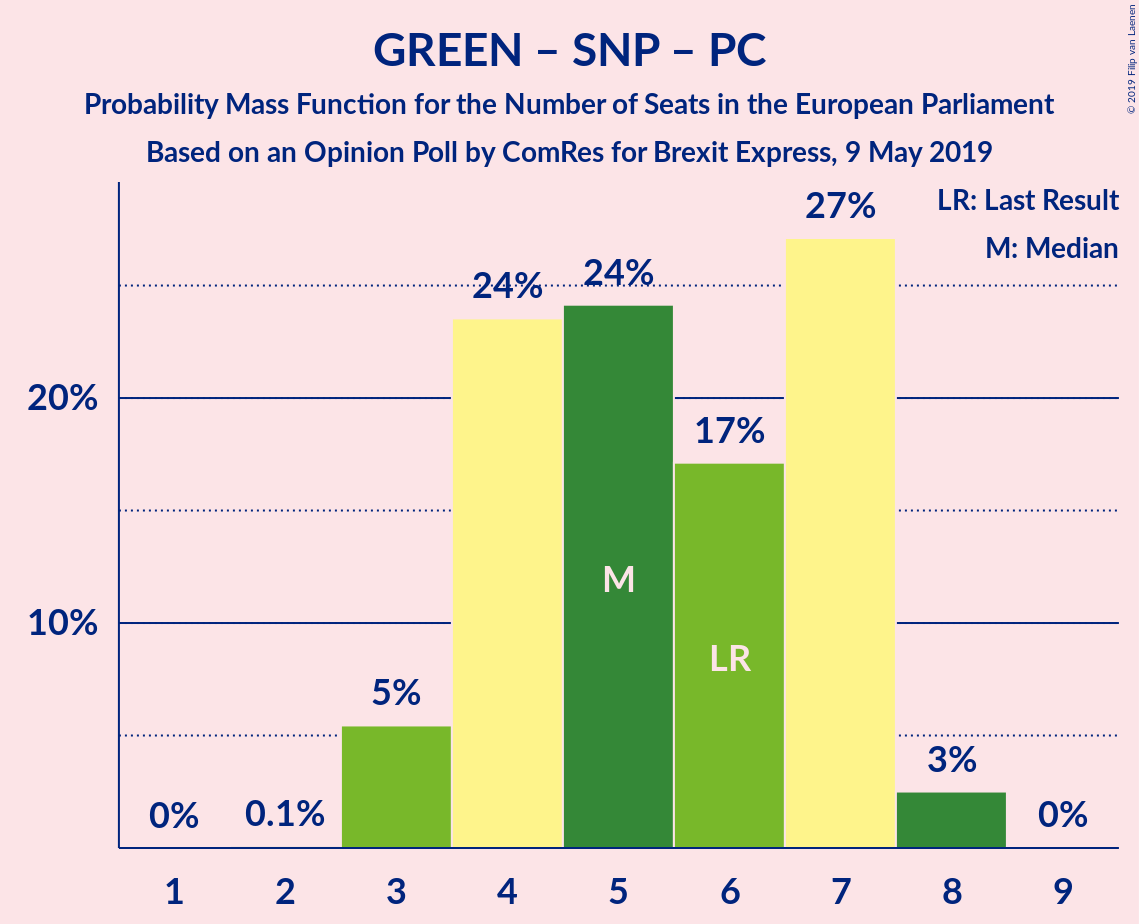 GREEN – SNP – PC
Probability Mass Function for the Number of Seats in the European Parliament
Based on an Opinion Poll by ComRes for Brexit Express, 9 May 2019
© 2019 Filip van Laenen
LR: Last Result
M: Median
20%
10%
0%
0.1%
5%
24%
24%
17%
27%
3%
0%
M
LR
1 2 3 4 5 6 7 8 9